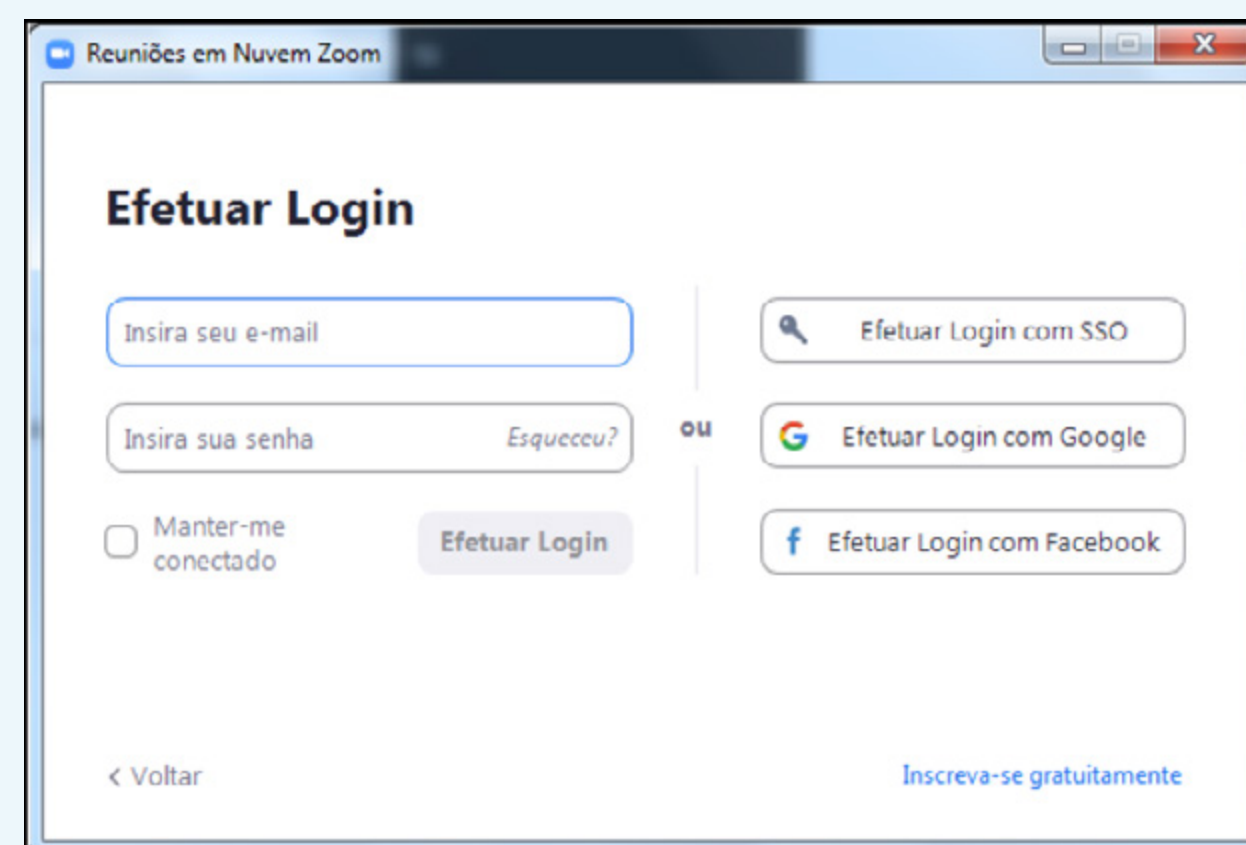 Reuniões em Nuvem Zoom
Efetuar Login
Insira seu e-mail
Insira sua senha
Esqueceu?
Manter-me
conectado
Efetuar Login
ou
Efetuar Login com SSO
Efetuar Login com Google
f Efetuar Login com Facebook
< Voltar
Inscreva-se gratuitamente